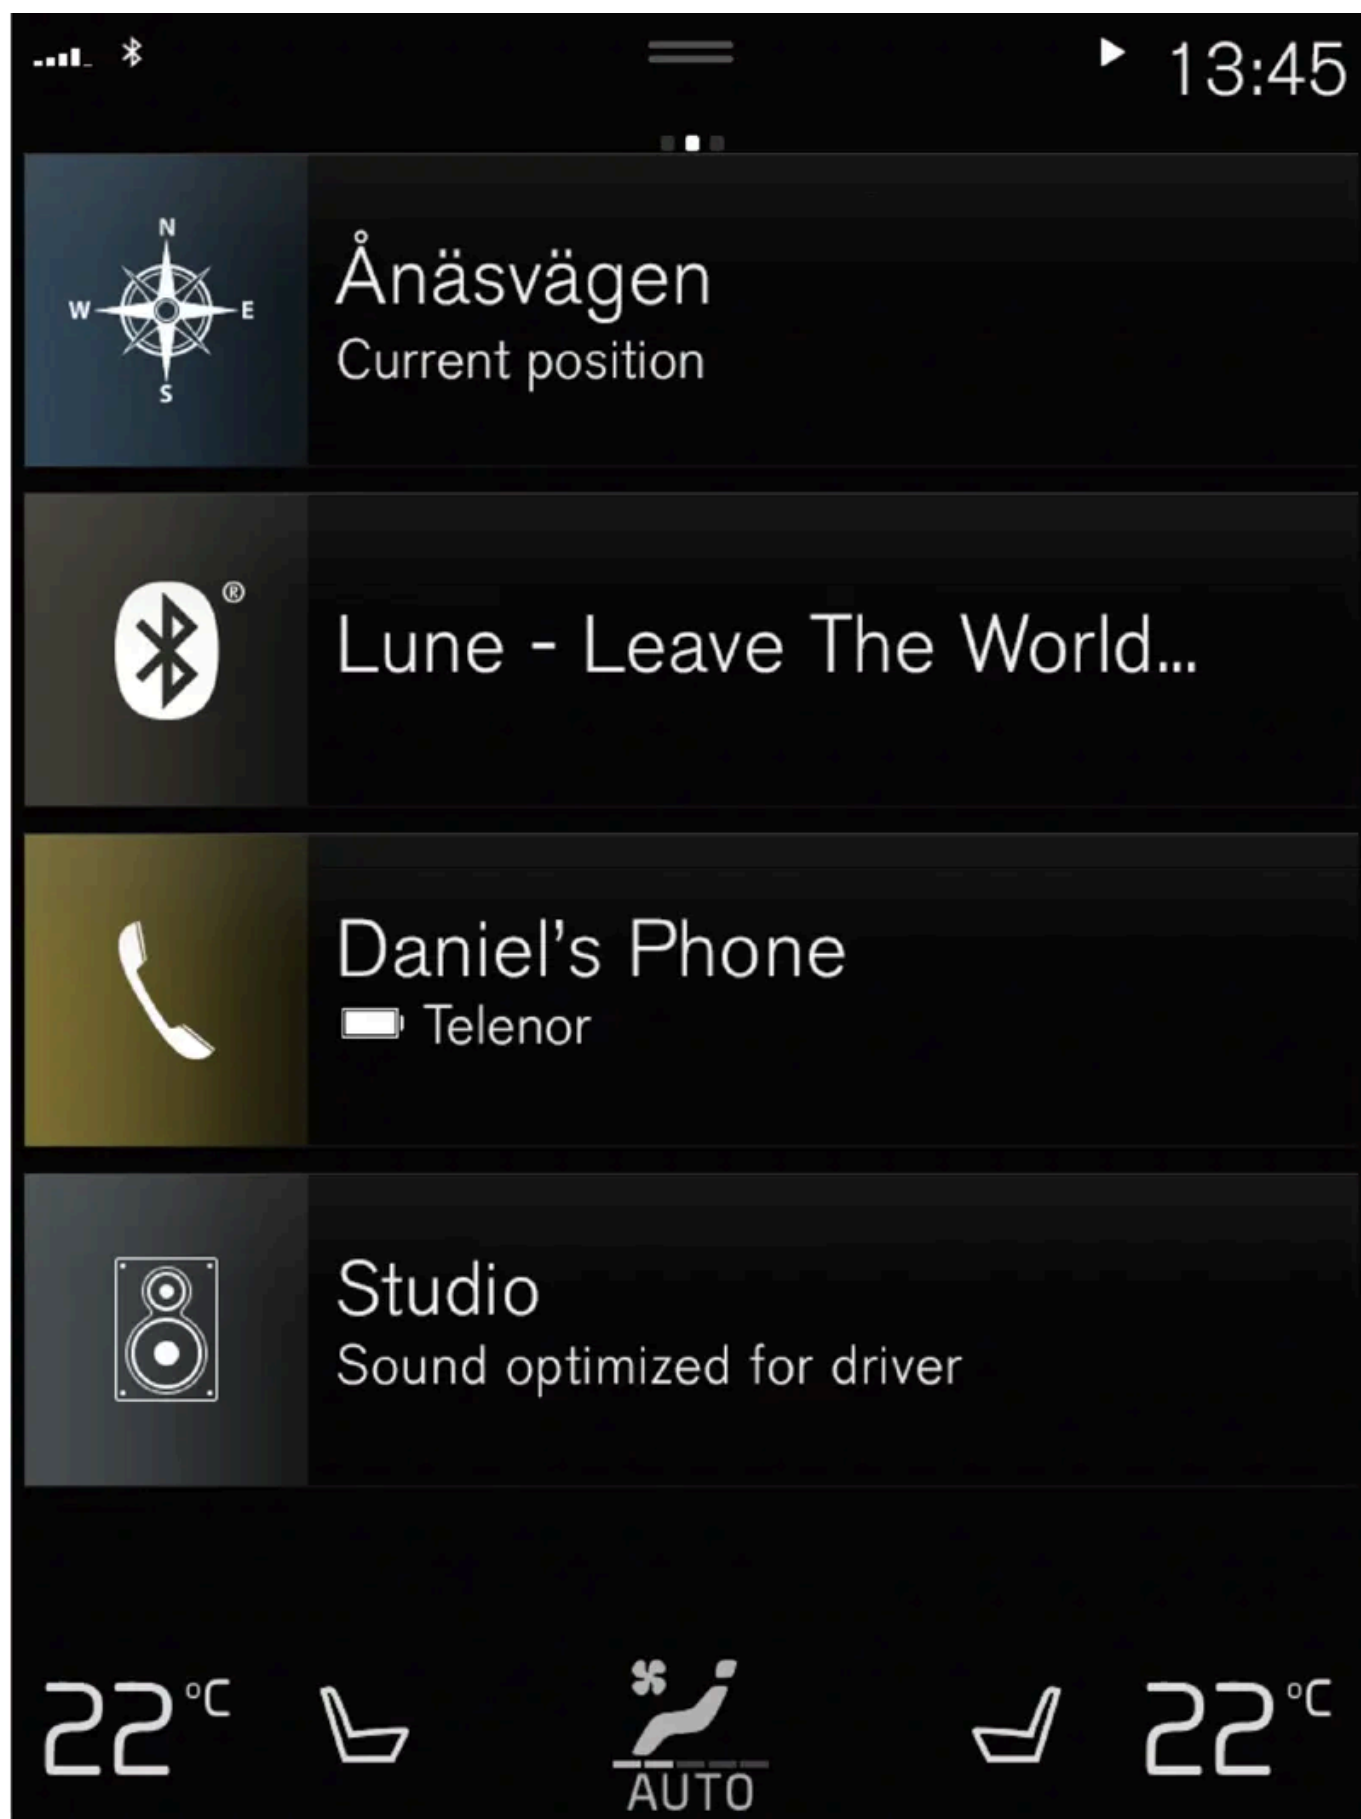 13:45
N
W E
S
Ånäsvägen
Current position
®
Lune - Leave The World...
Daniel’s Phone
Telenor
Studio
Sound optimized for driver
22°C 22°C
AUTO